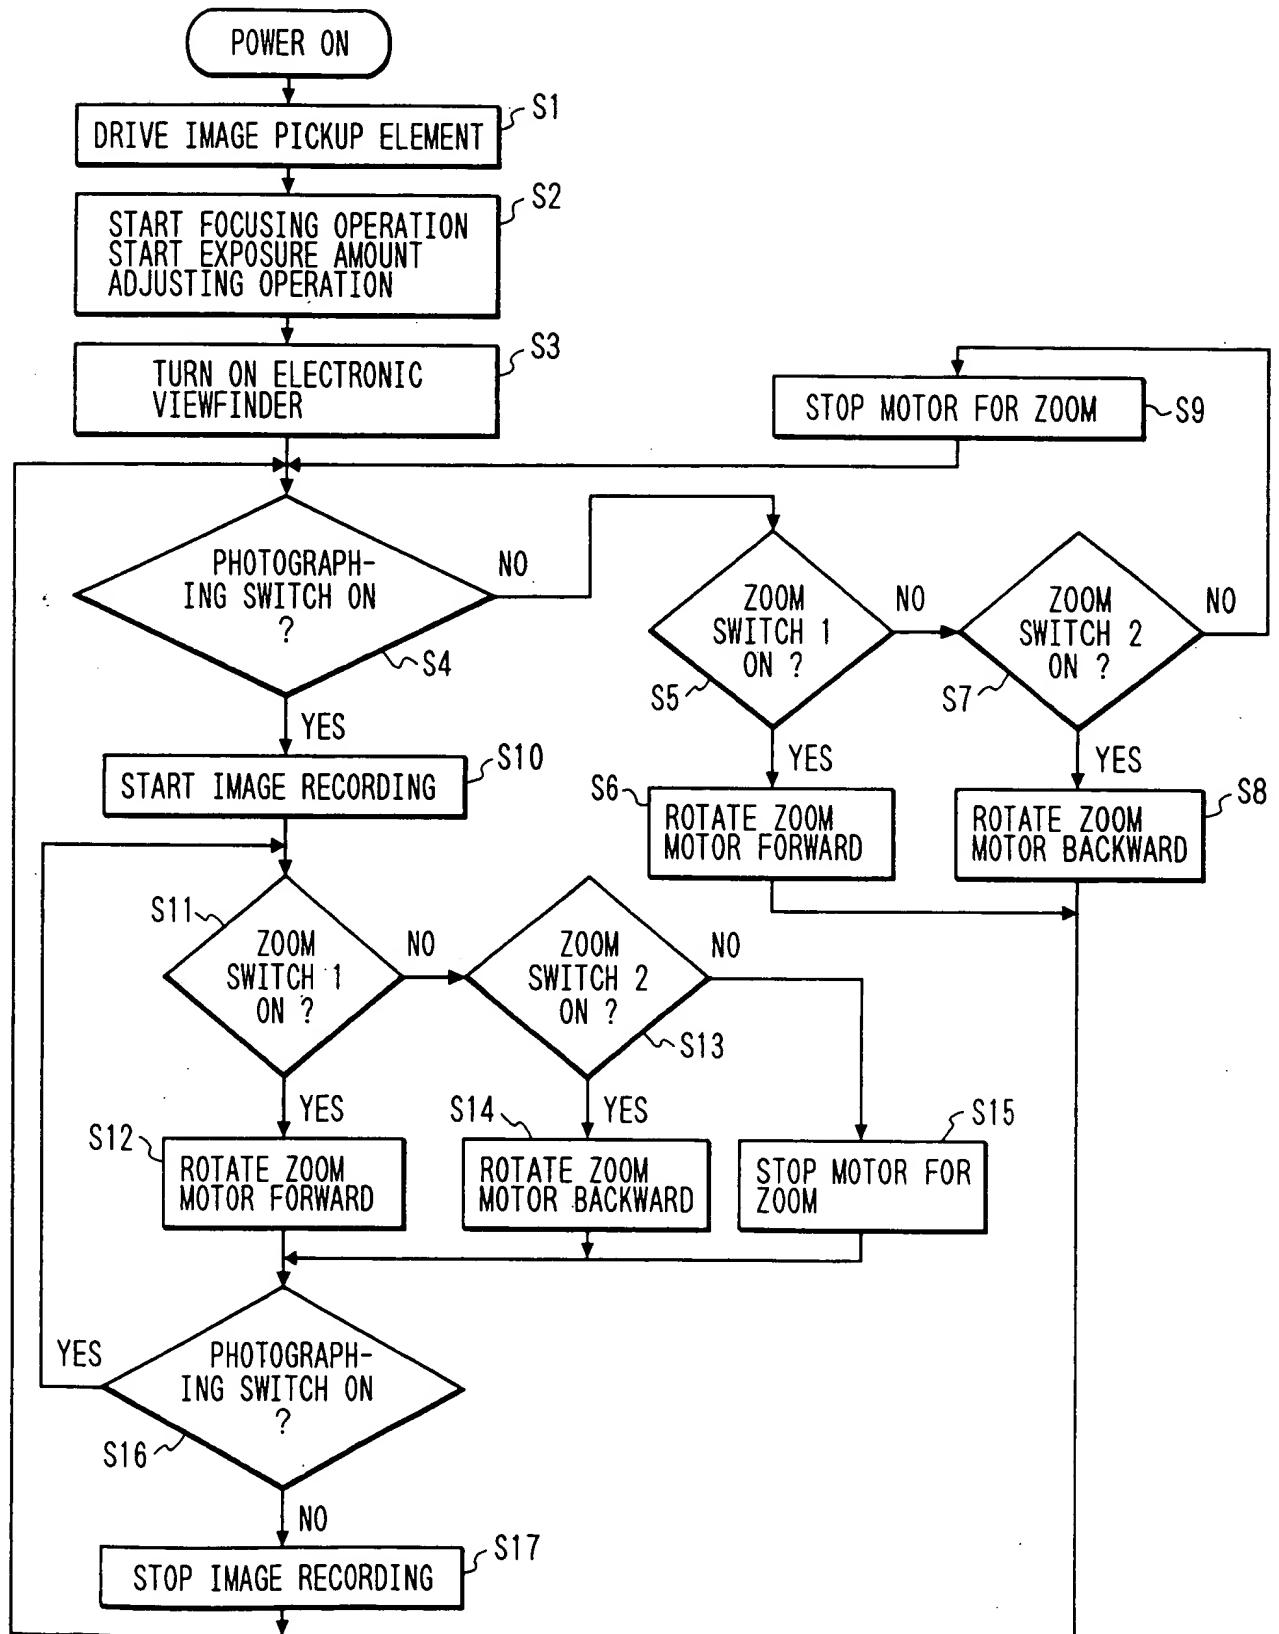 POWER ON
S1
DRIVE IMAGE PICKUP ELEMENT
S2
START FOCUSING OPERATION
START EXPOSURE AMOUNT
ADJUSTING OPERATION
S3
TURN ON ELECTRONIC
VIEWFINDER
STOP MOTOR FOR ZOOM
S9
PHOTOGRAPH-
ING SWITCH ON
?
NO
S4
YES
ZOOM
SWITCH 1
ON ?
NO
S5
YES
ZOOM
SWITCH 2
ON ?
NO
S7
YES
S10
START IMAGE RECORDING
S6
ROTATE ZOOM
MOTOR FORWARD
S8
ROTATE ZOOM
MOTOR BACKWARD
S11
ZOOM
SWITCH 1
ON ?
NO
YES
ZOOM
SWITCH 2
ON ?
NO
S13
YES
S12
ROTATE ZOOM
MOTOR FORWARD
S14
ROTATE ZOOM
MOTOR BACKWARD
S15
STOP MOTOR FOR
ZOOM
PHOTOGRAPH-
ING SWITCH ON
?
YES
S16
NO
S17
STOP IMAGE RECORDING